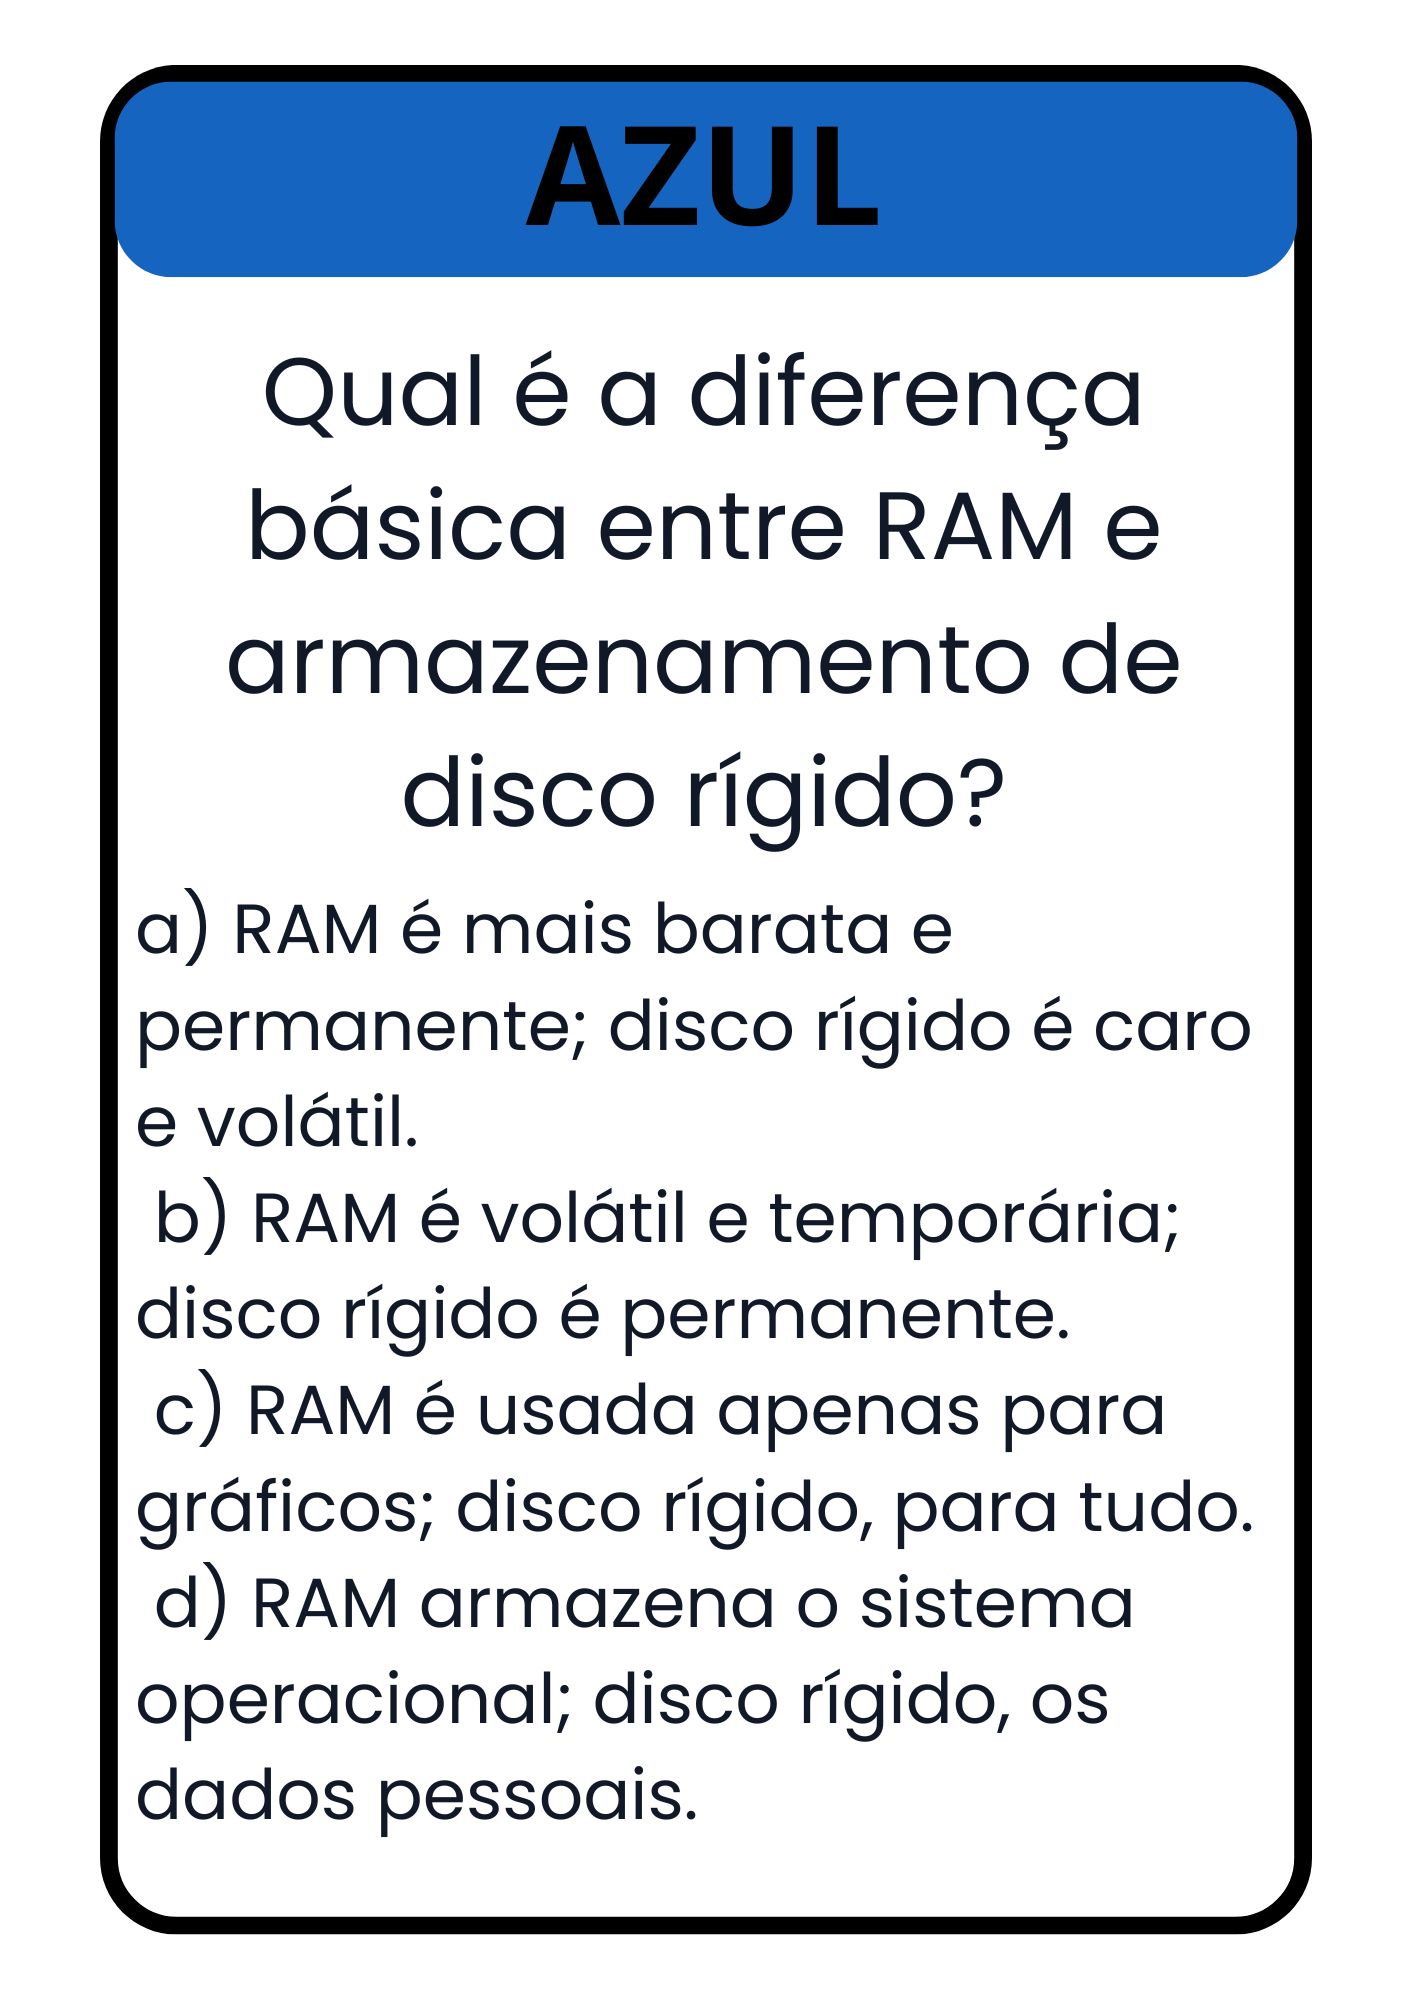 AZUL
Qual é a diferença
básica entre RAM e
armazenamento de
disco rígido?
a) RAM é mais barata e
permanente; disco rígido é caro
e volátil.
b) RAM é volátil e temporária;
disco rígido é permanente.
c) RAM é usada apenas para
gráficos; disco rígido, para tudo.
d) RAM armazena o sistema
operacional; disco rígido, os
dados pessoais.